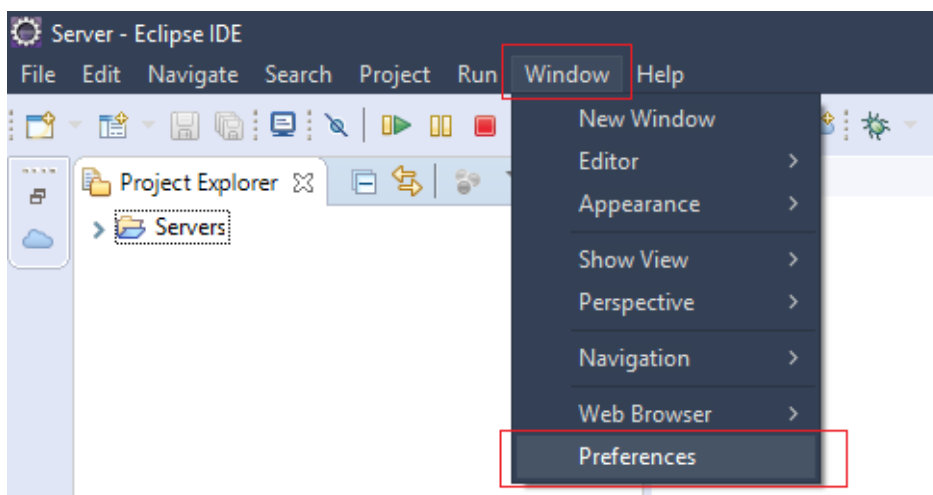 Server - Eclipse IDE
File Edit Navigate Search Project Run Window Help
New Window
Editor
Appearance
Show View
Perspective
Navigation
Web Browser
Preferences
Project Explorer
Servers